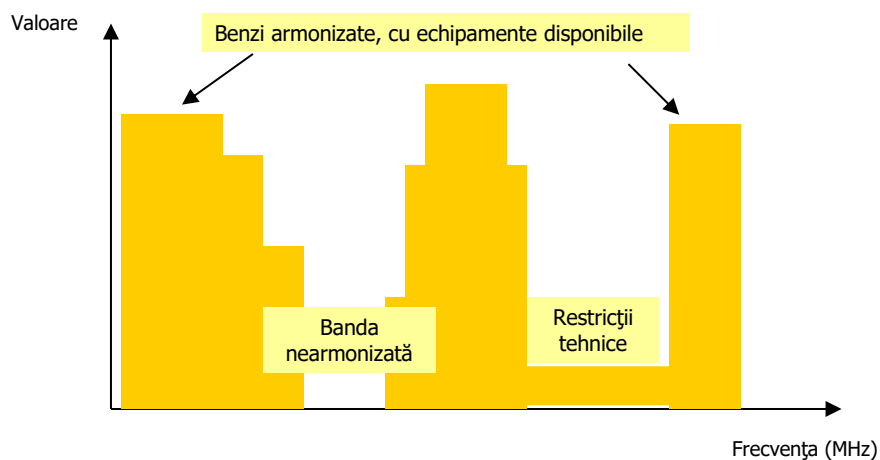 Valoare
Benzi armonizate, cu echipamente disponibile
Banda
nearmonizată
Restricţii
tehnice
Frecvenţa (MHz)